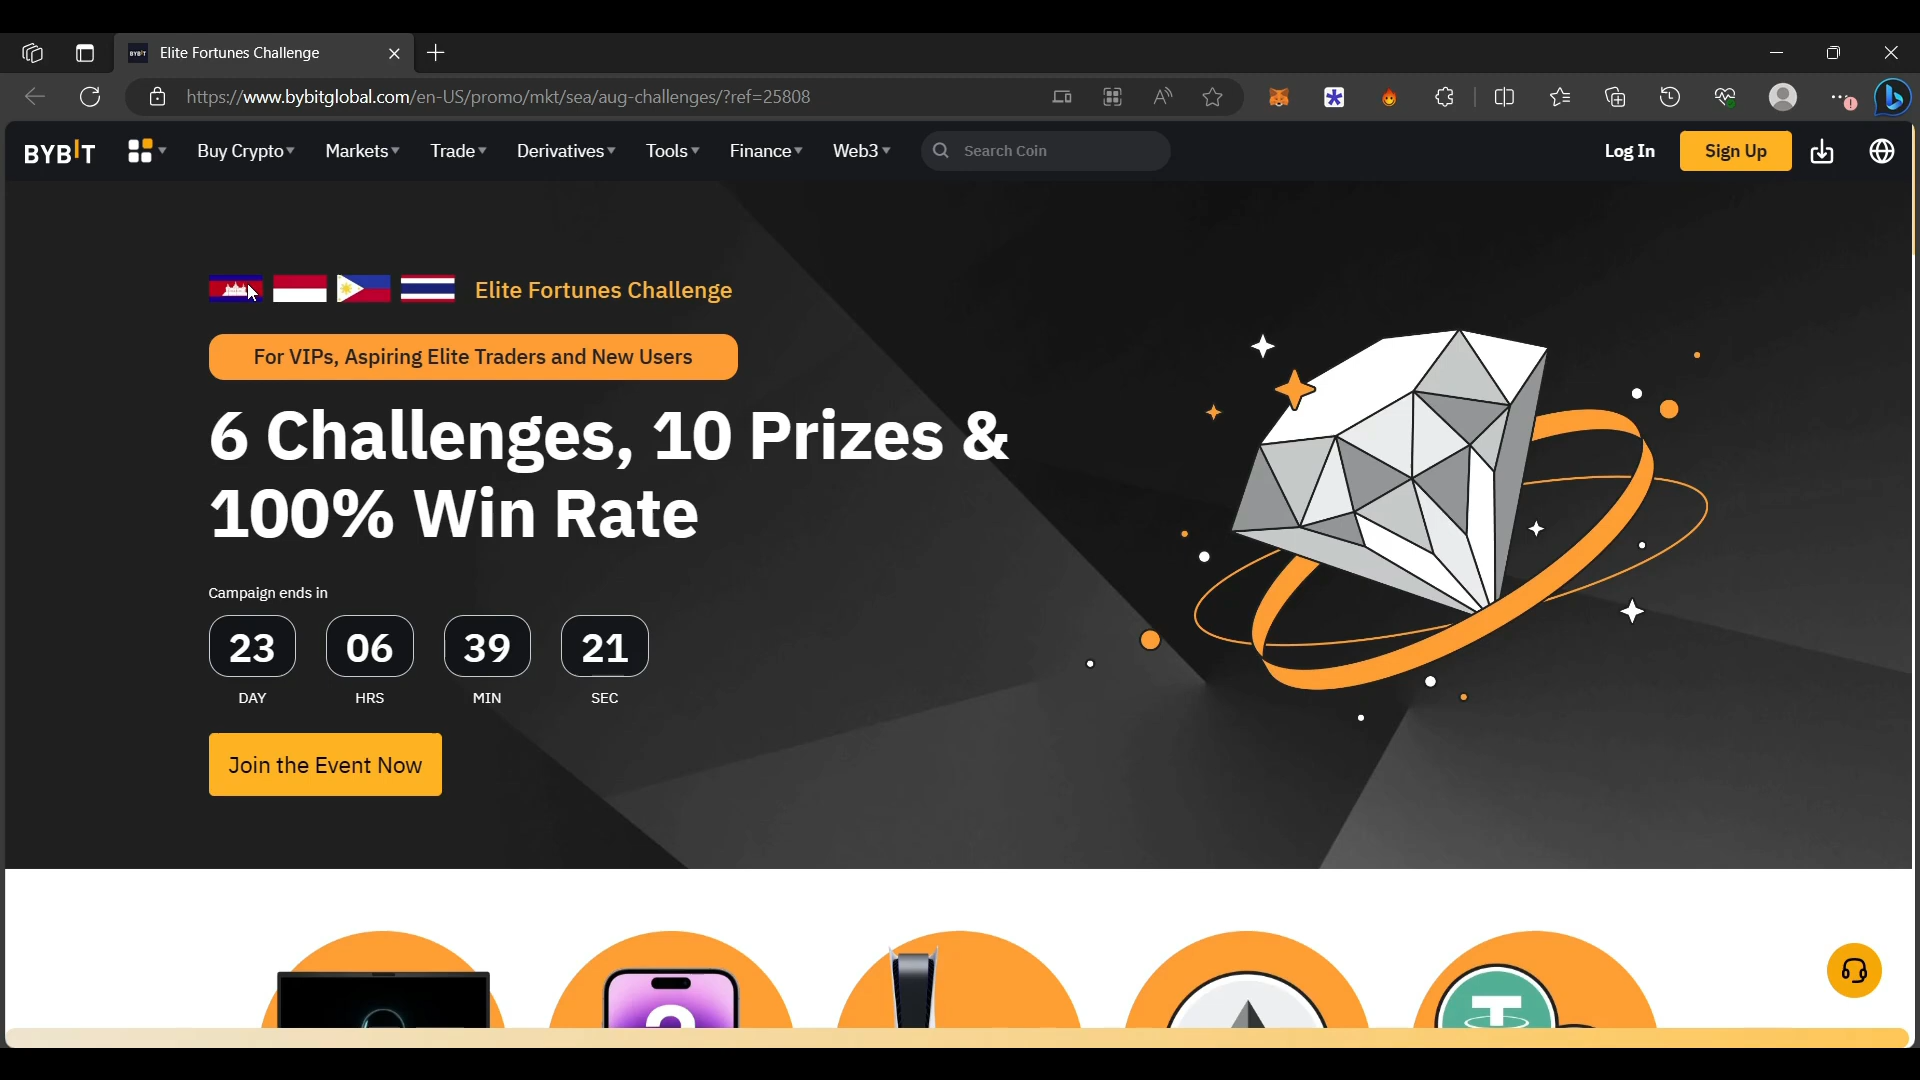 BYBIT
Elite Fortunes Challenge
https://www.bybitglobal.com/en-US/promo/mkt/sea/aug-challenges/?ref=25808
BYBIT
Buy Crypto
Markets
Trade
Derivatives
Tools
Finance
Web3
Search Coin
Log In
Sign Up
Elite Fortunes Challenge
For VIPs, Aspiring Elite Traders and New Users
6 Challenges, 10 Prizes &
100% Win Rate
Campaign ends in
23 06 39 21
DAY HRS MIN SEC
Join the Event Now